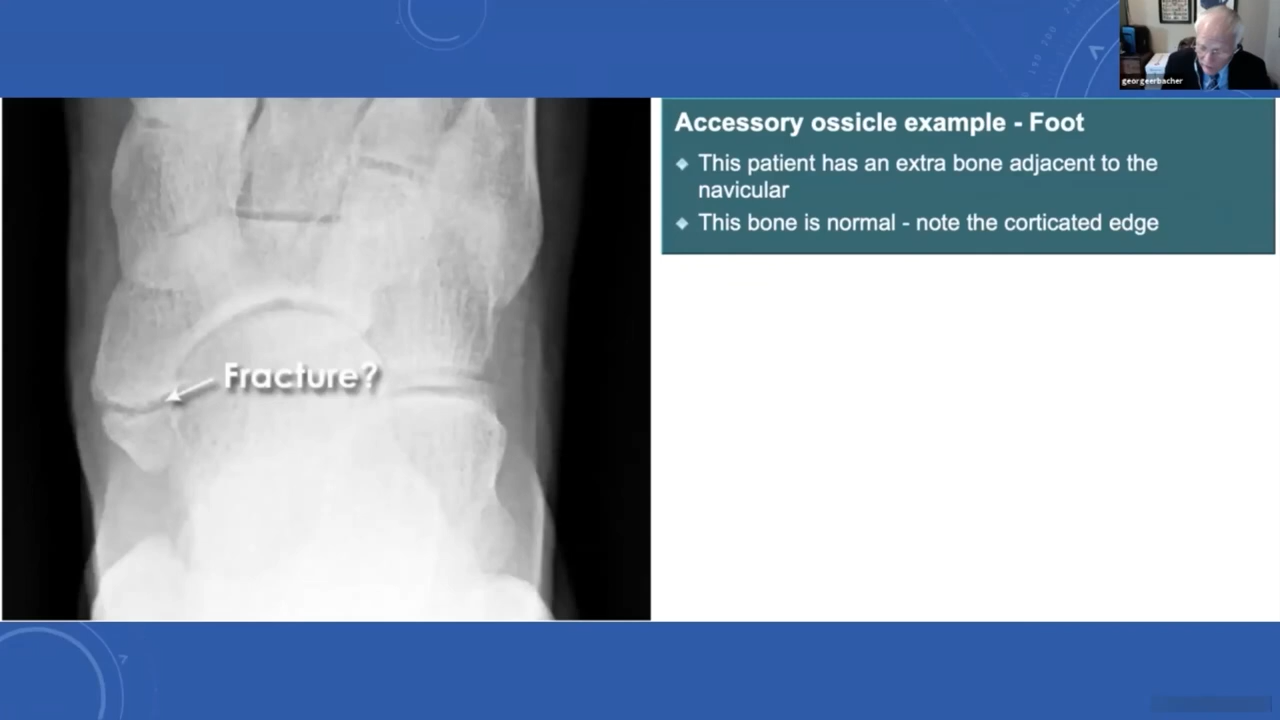 georgeerbacher
Accessory ossicle example - Foot
This patient has an extra bone adjacent to the
navicular
This bone is normal - note the corticated edge
Fracture?